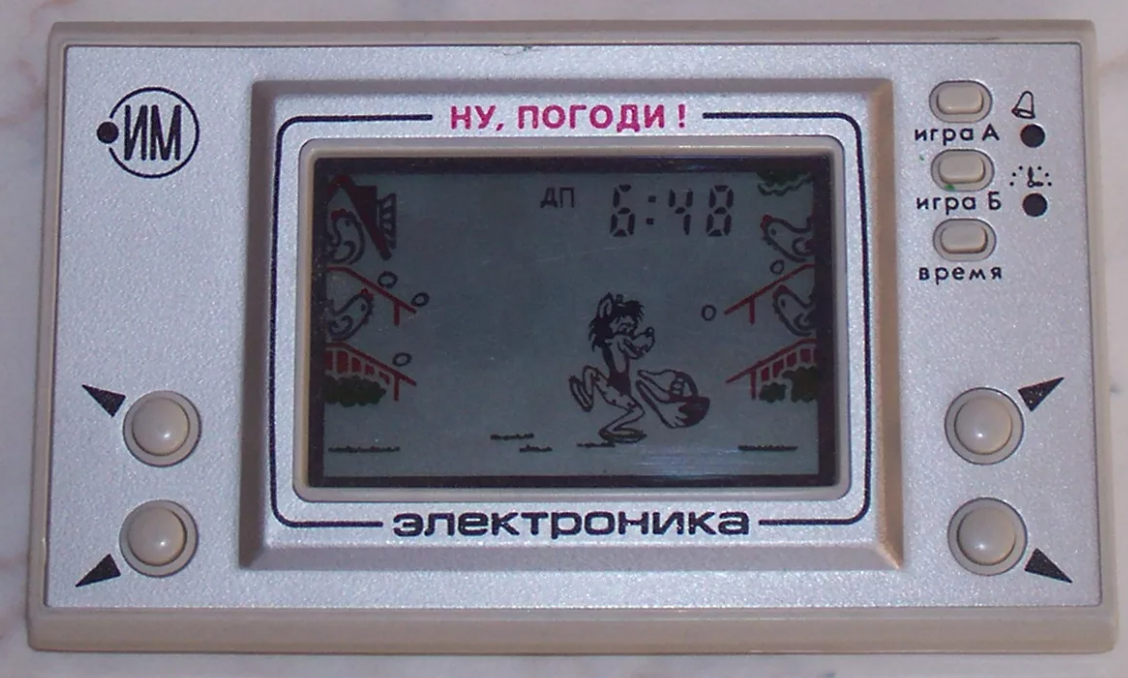 ИМ
НУ, ПОГОДИ!
игра А
игра Б
время
ДП 6:48
электроника